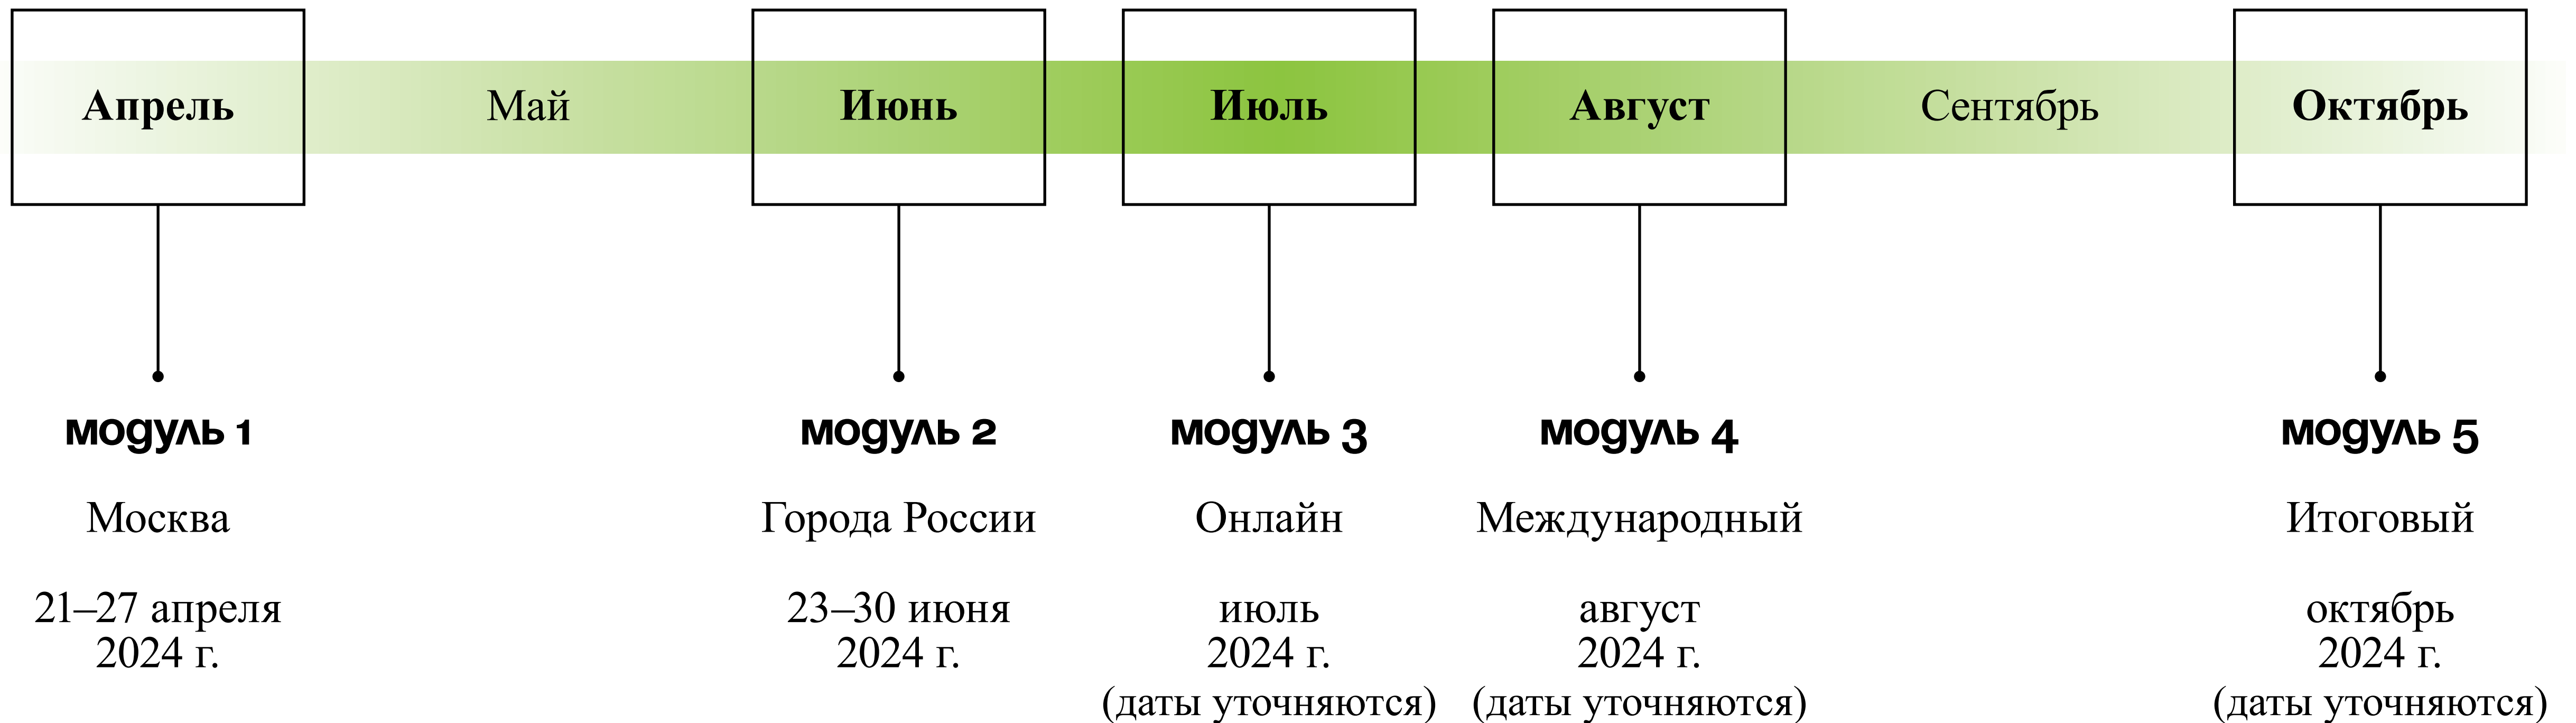 Апрель
Май
Июнь
Июль
Август
Сентябрь
Октябрь
модуль 1
Москва
21–27 апреля
2024 г.
модуль 2
Города России
23–30 июня
2024 г.
модуль 3
Онлайн
июль
2024 г.
(даты уточняются)
модуль 4
Международный
август
2024 г.
(даты уточняются)
модуль 5
Итоговый
октябрь
2024 г.
(даты уточняются)